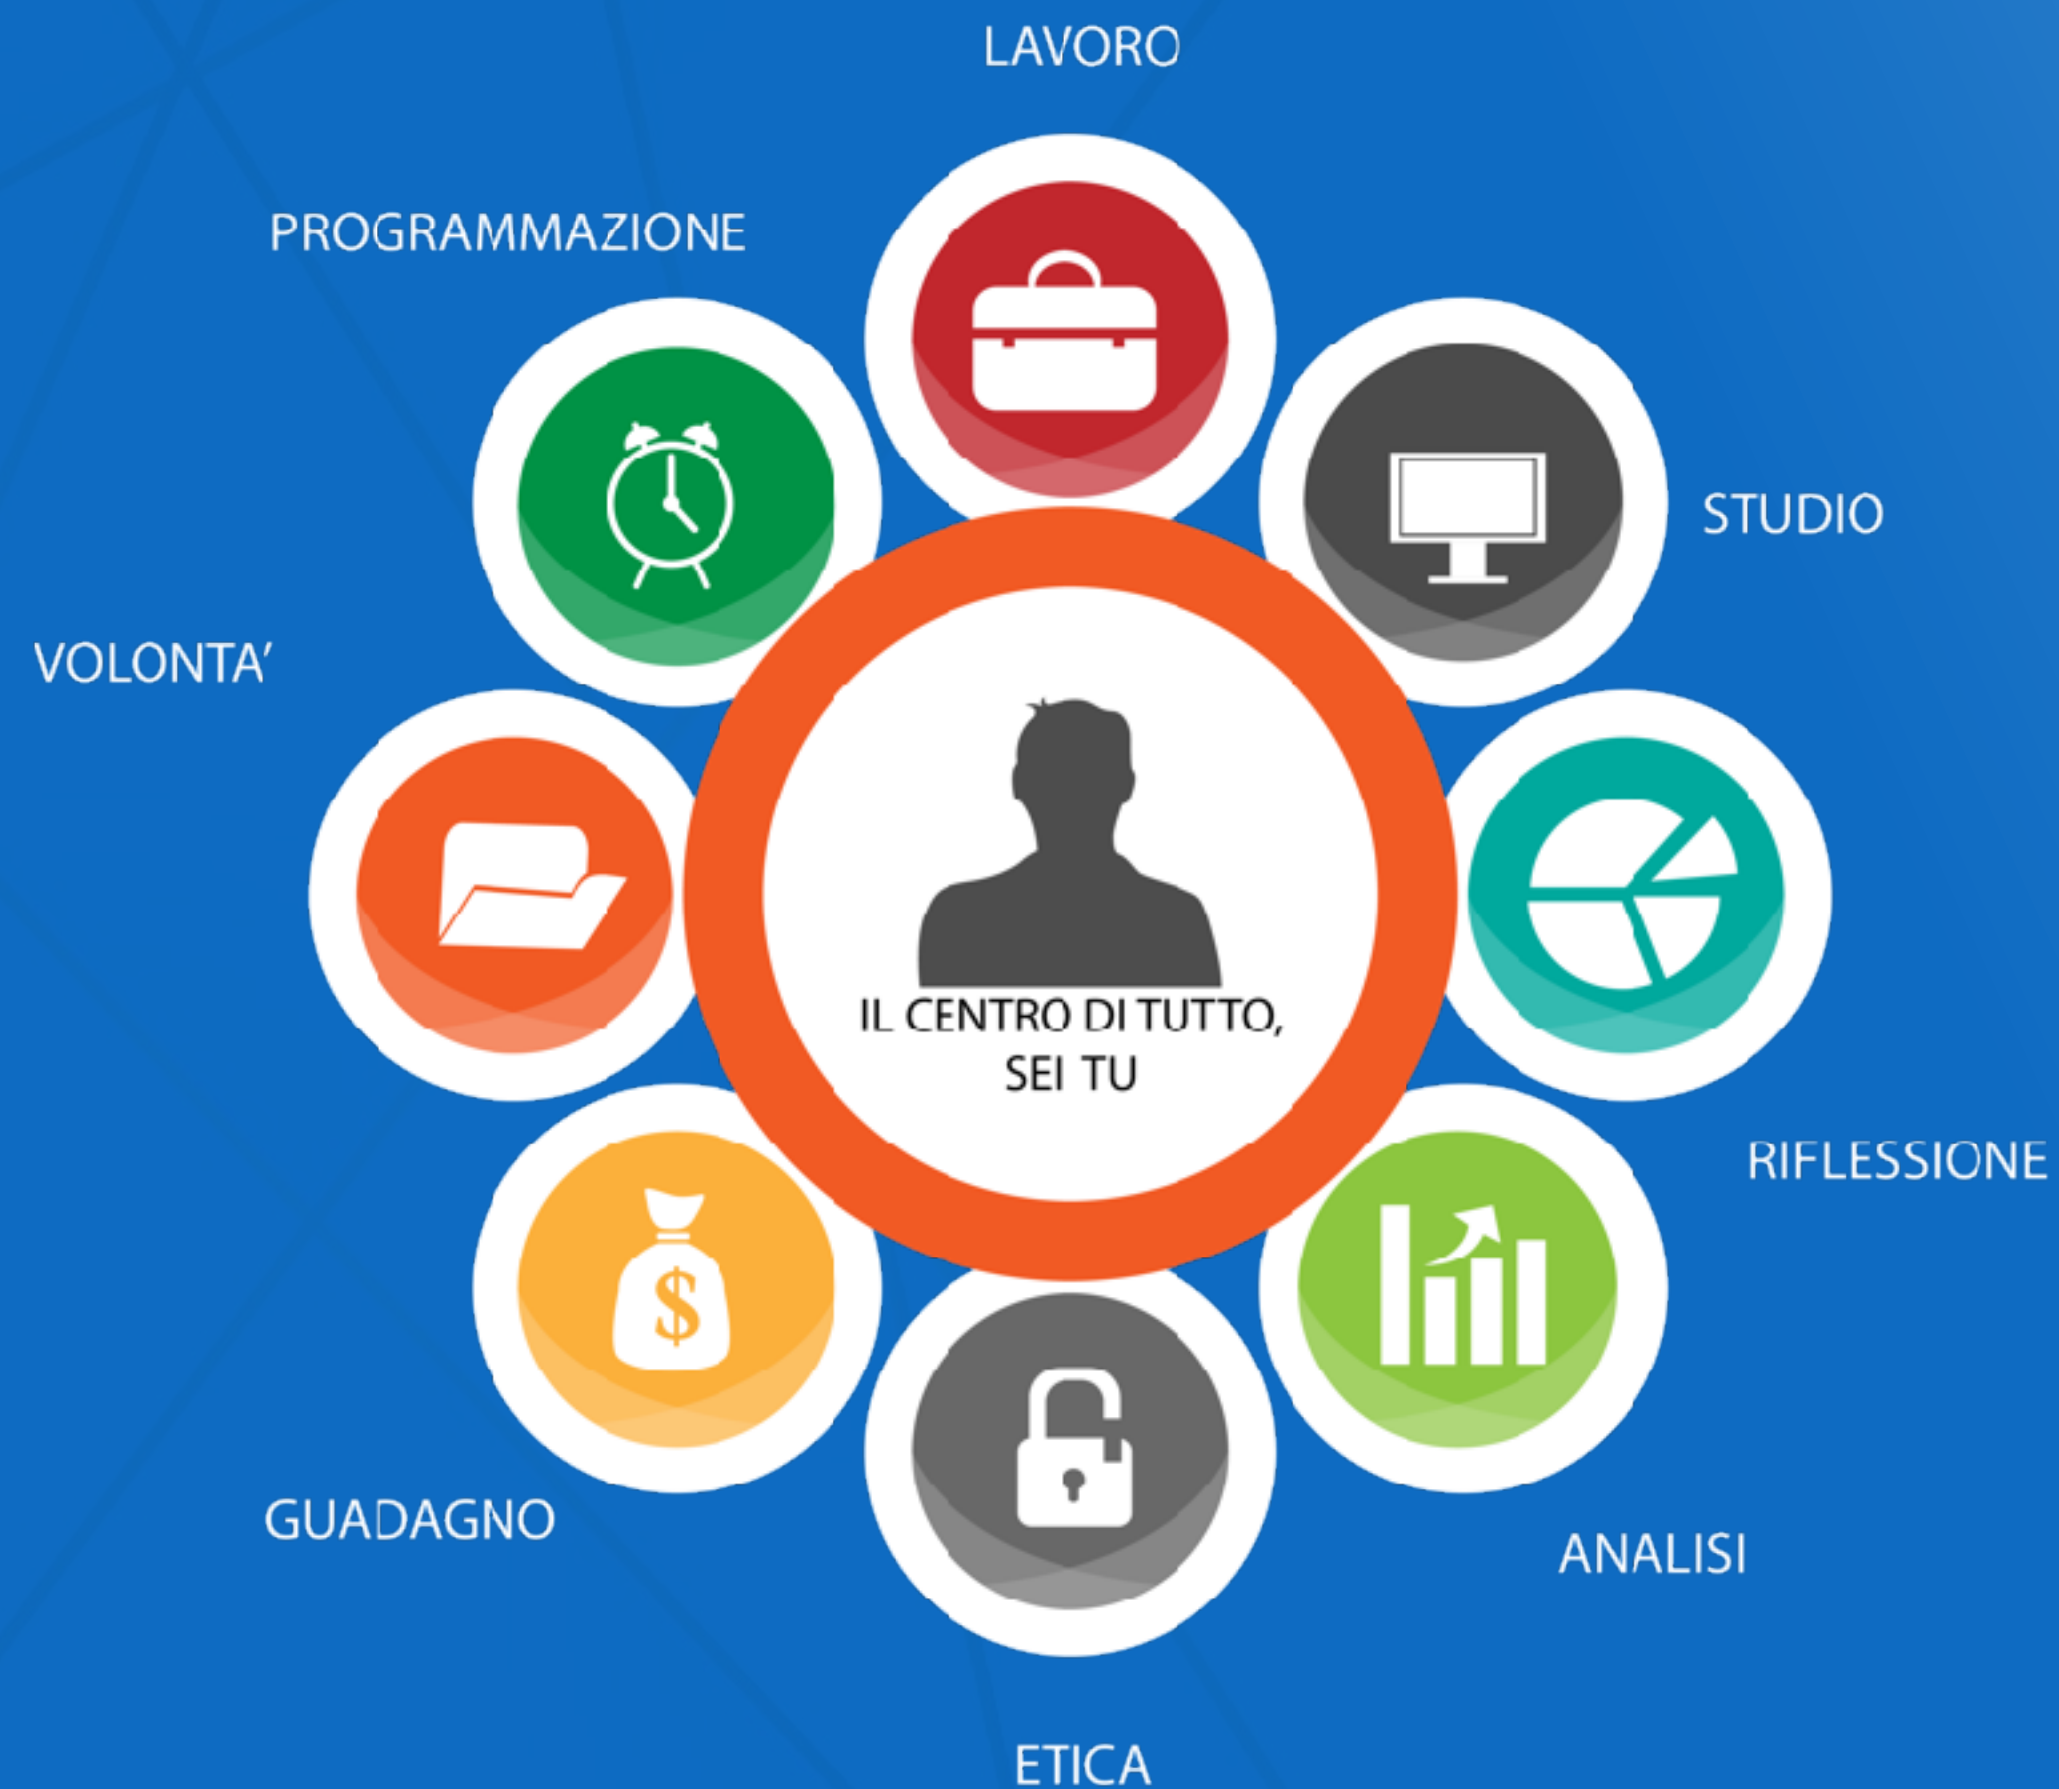 LAVORO
PROGRAMMAZIONE
STUDIO
VOLONTA'
IL CENTRO DI TUTTO,
SEI TU
RIFLESSIONE
$
GUADAGNO
ANALISI
ETICA